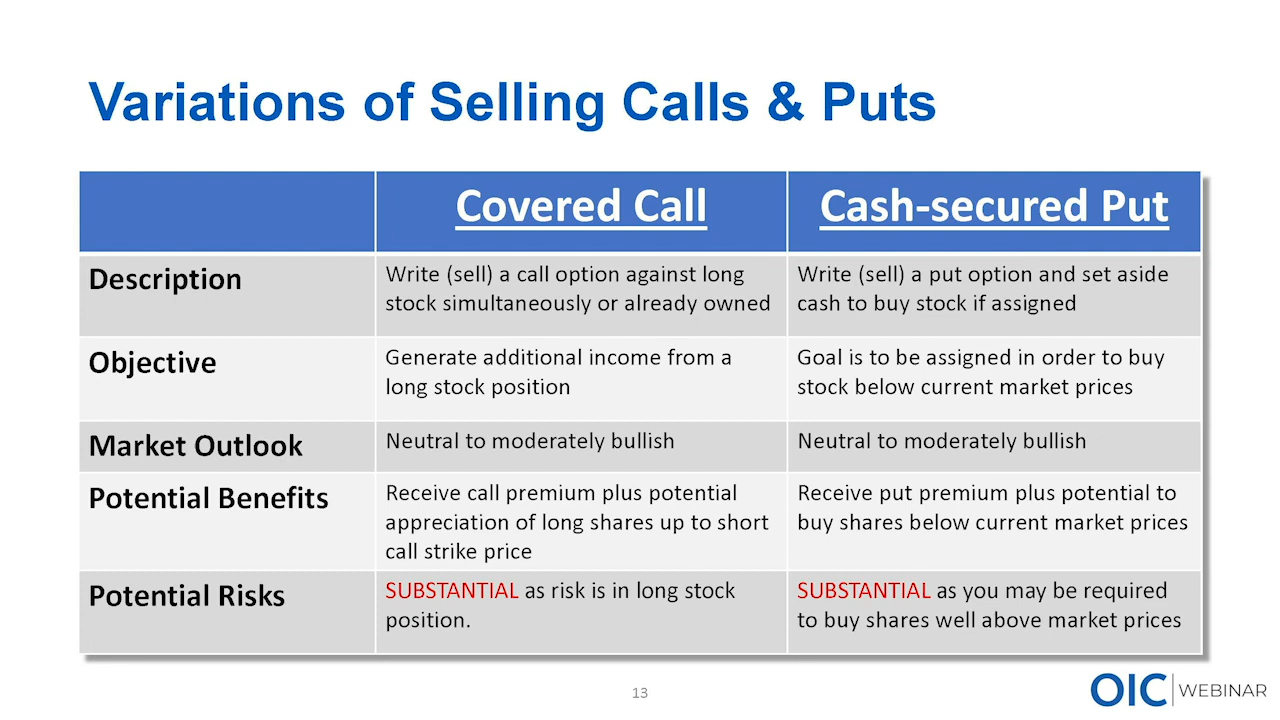 Variations of Selling Calls & Puts
Covered Call
Cash-secured Put
Description
Write (sell) a call option against long
stock simultaneously or already owned
Write (sell) a put option and set aside
cash to buy stock if assigned
Objective
Generate additional income from a
long stock position
Goal is to be assigned in order to buy
stock below current market prices
Market Outlook
Neutral to moderately bullish
Neutral to moderately bullish
Potential Benefits
Receive call premium plus potential
appreciation of long shares up to short
call strike price
Receive put premium plus potential to
buy shares below current market prices
Potential Risks
SUBSTANTIAL as risk is in long stock
position.
SUBSTANTIAL as you may be required
to buy shares well above market prices
13
OIC WEBINAR